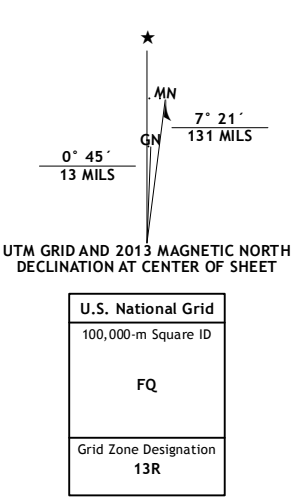 ★
MN
GN
7° 21´
131 MILS
0° 45´
13 MILS
UTM GRID AND 2013 MAGNETIC NORTH
DECLINATION AT CENTER OF SHEET
U.S. National Grid
100,000-m Square ID
FQ
Grid Zone Designation
13R